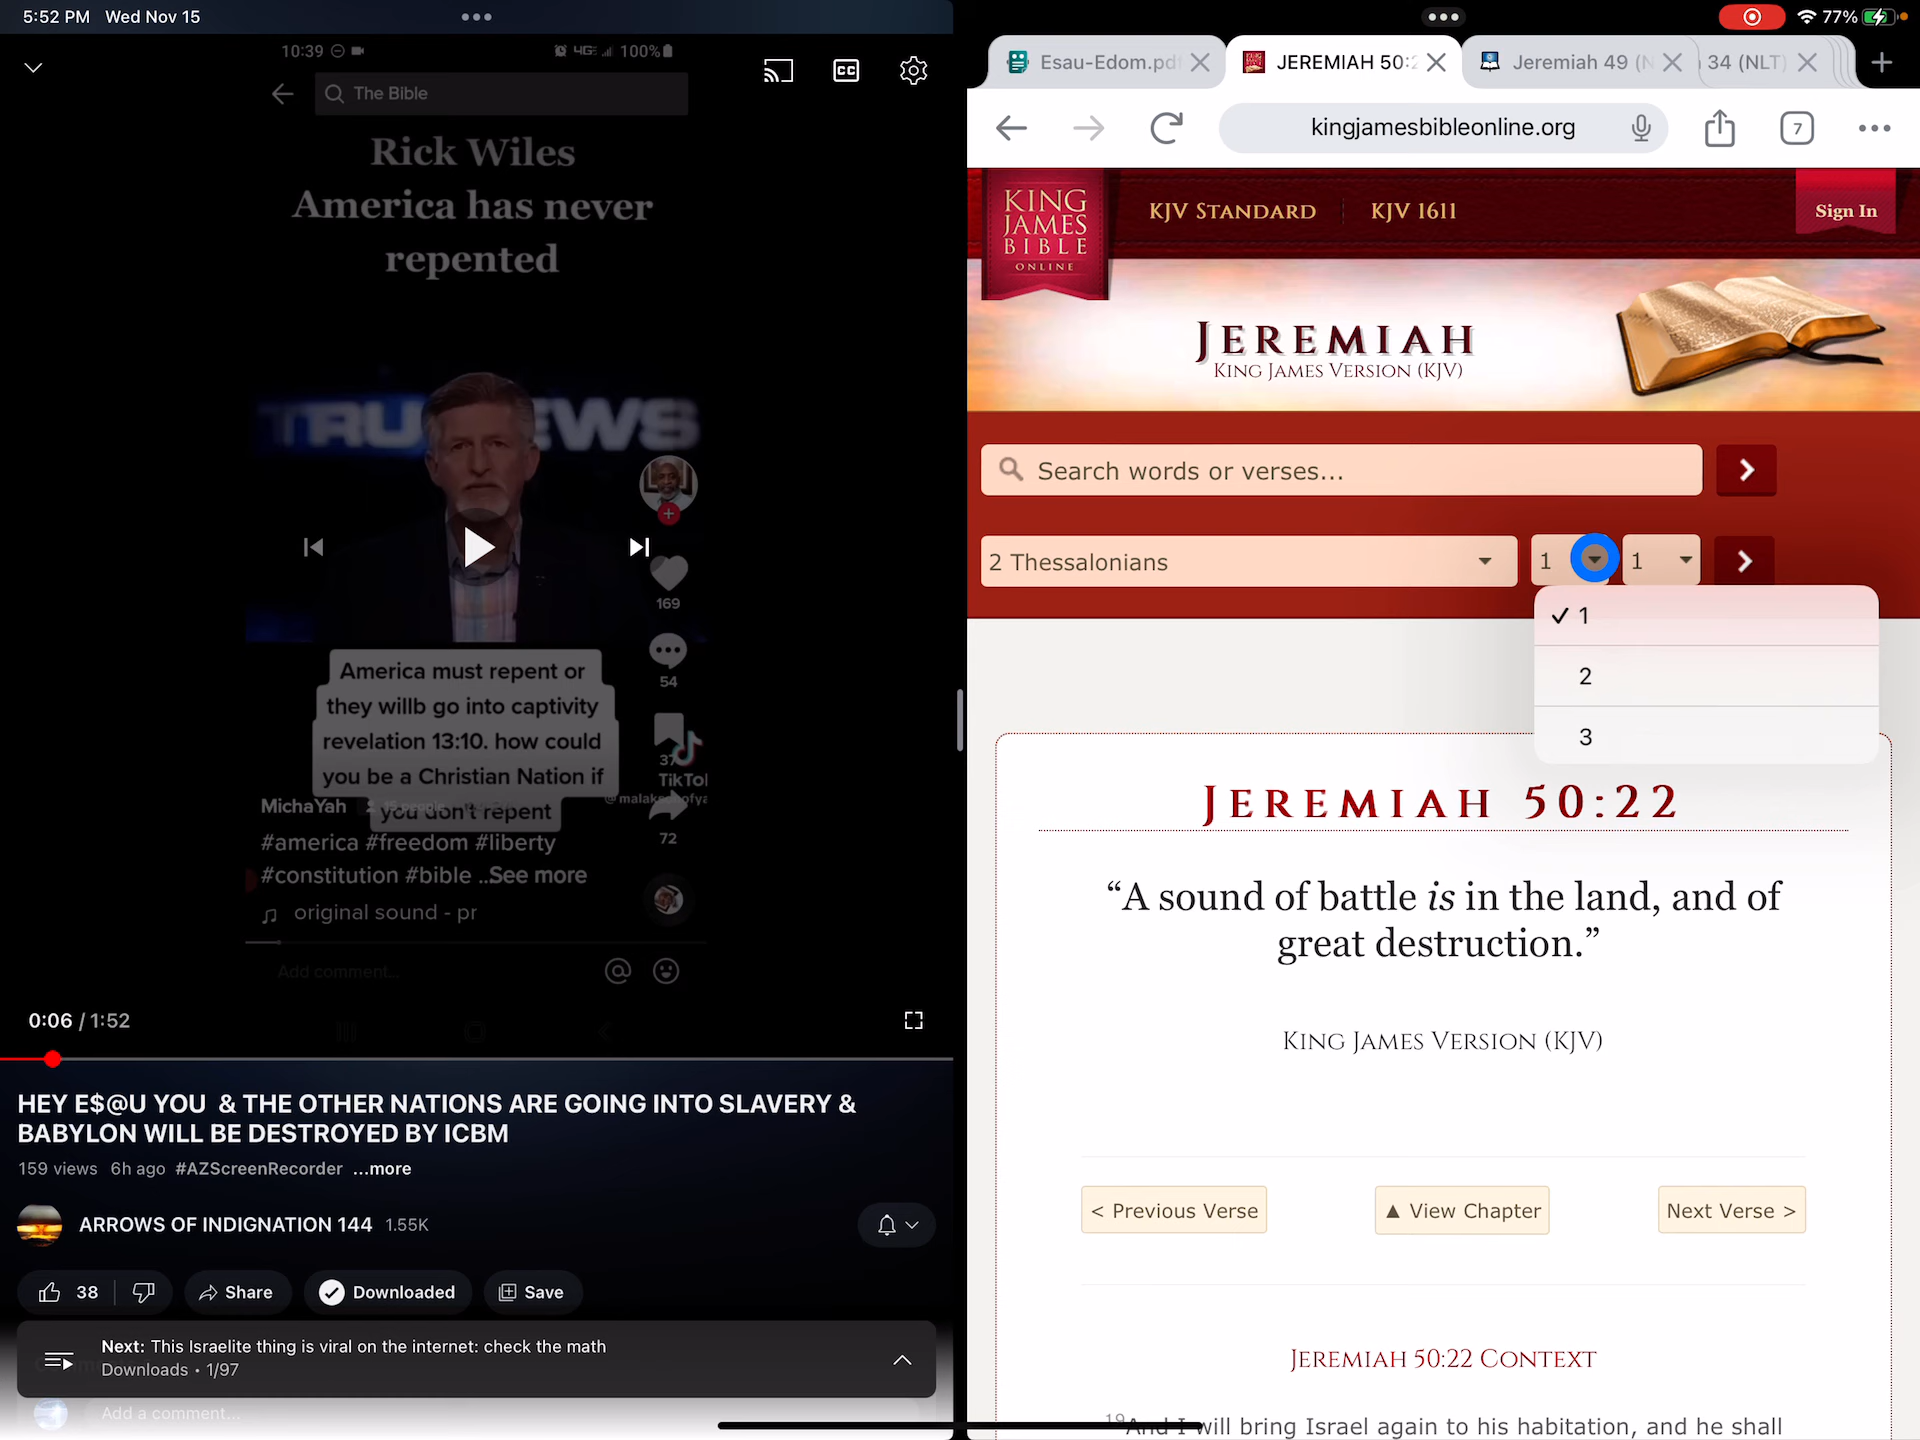 5:52 PM Wed Nov 15
10:39
4G
100%
The Bible
Rick Wiles
America has never
repented
TRUNEWS
169
54
37
TikTok
72
America must repent or
they willb go into captivity
revelation 13:10. how could
you be a Christian Nation if
you don't repent
MichaYah
15 people
#america #freedom #liberty
#constitution #bible ..See more
original sound - pr
Add comment...
0:06 / 1:52
HEY E$@U YOU & THE OTHER NATIONS ARE GOING INTO SLAVERY &
BABYLON WILL BE DESTROYED BY ICBM
159 views 6h ago #AZScreenRecorder ...more
ARROWS OF INDIGNATION 144 1.55K
38 Share Downloaded Save
Next: This Israelite thing is viral on the internet: check the math
Downloads • 1/97
Add a comment...
77%
Esau-Edom.pdf
JEREMIAH 50:2
Jeremiah 49 (N
34 (NLT)
kingjamesbibleonline.org
7
KING
JAMES
BIBLE
ONLINE
KJV STANDARD
KJV 1611
Sign In
JEREMIAH
KING JAMES VERSION (KJV)
Search words or verses...
2 Thessalonians
1
1
1
2
3
JEREMIAH 50:22
“A sound of battle is in the land, and of
great destruction.”
KING JAMES VERSION (KJV)
< Previous Verse
▲ View Chapter
Next Verse >
JEREMIAH 50:22 CONTEXT
19And I will bring Israel again to his habitation, and he shall